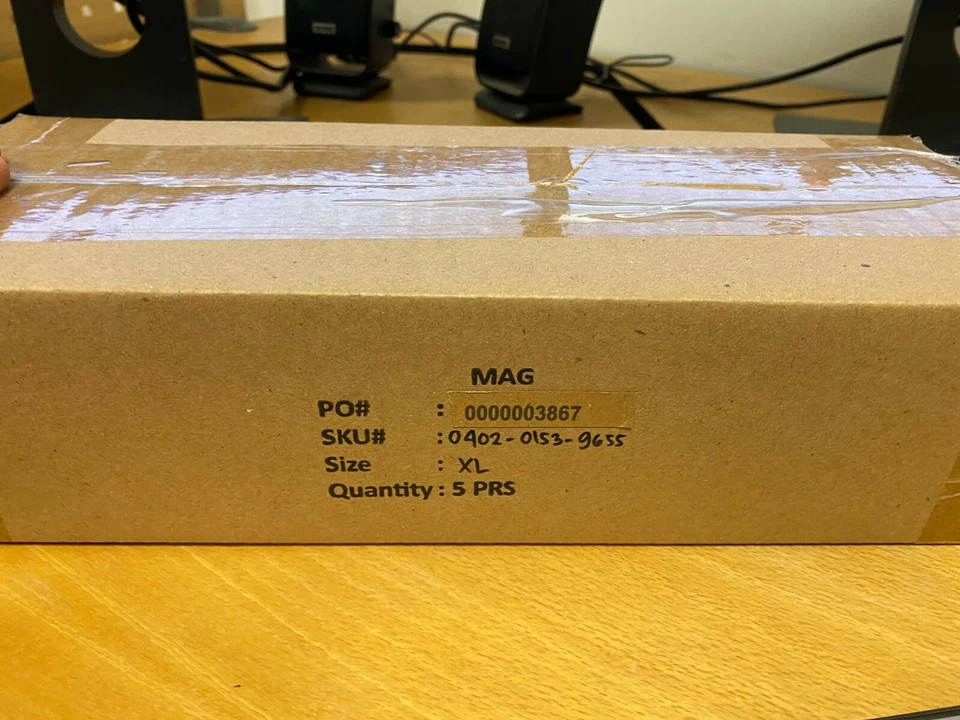 MAG
PO# : 0000003867
SKU# : 0402-0153-9655
Size : XL
Quantity : 5 PRS